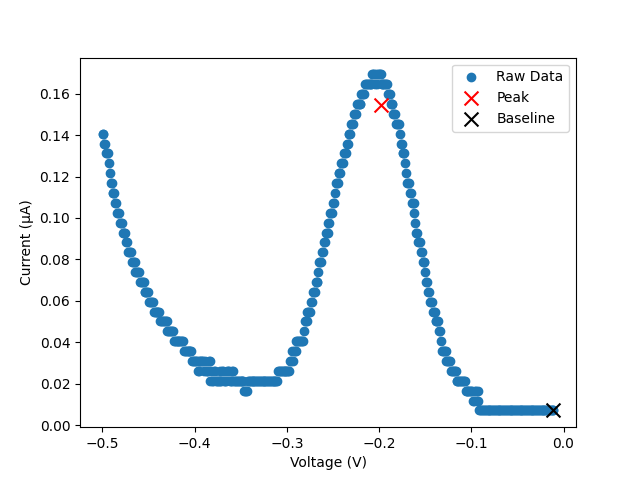 Raw Data
Peak
Baseline
0.16
0.14
0.12
0.10
0.08
0.06
0.04
0.02
0.00
Current (μA)
−0.5 −0.4 −0.3 −0.2 −0.1 0.0
Voltage (V)